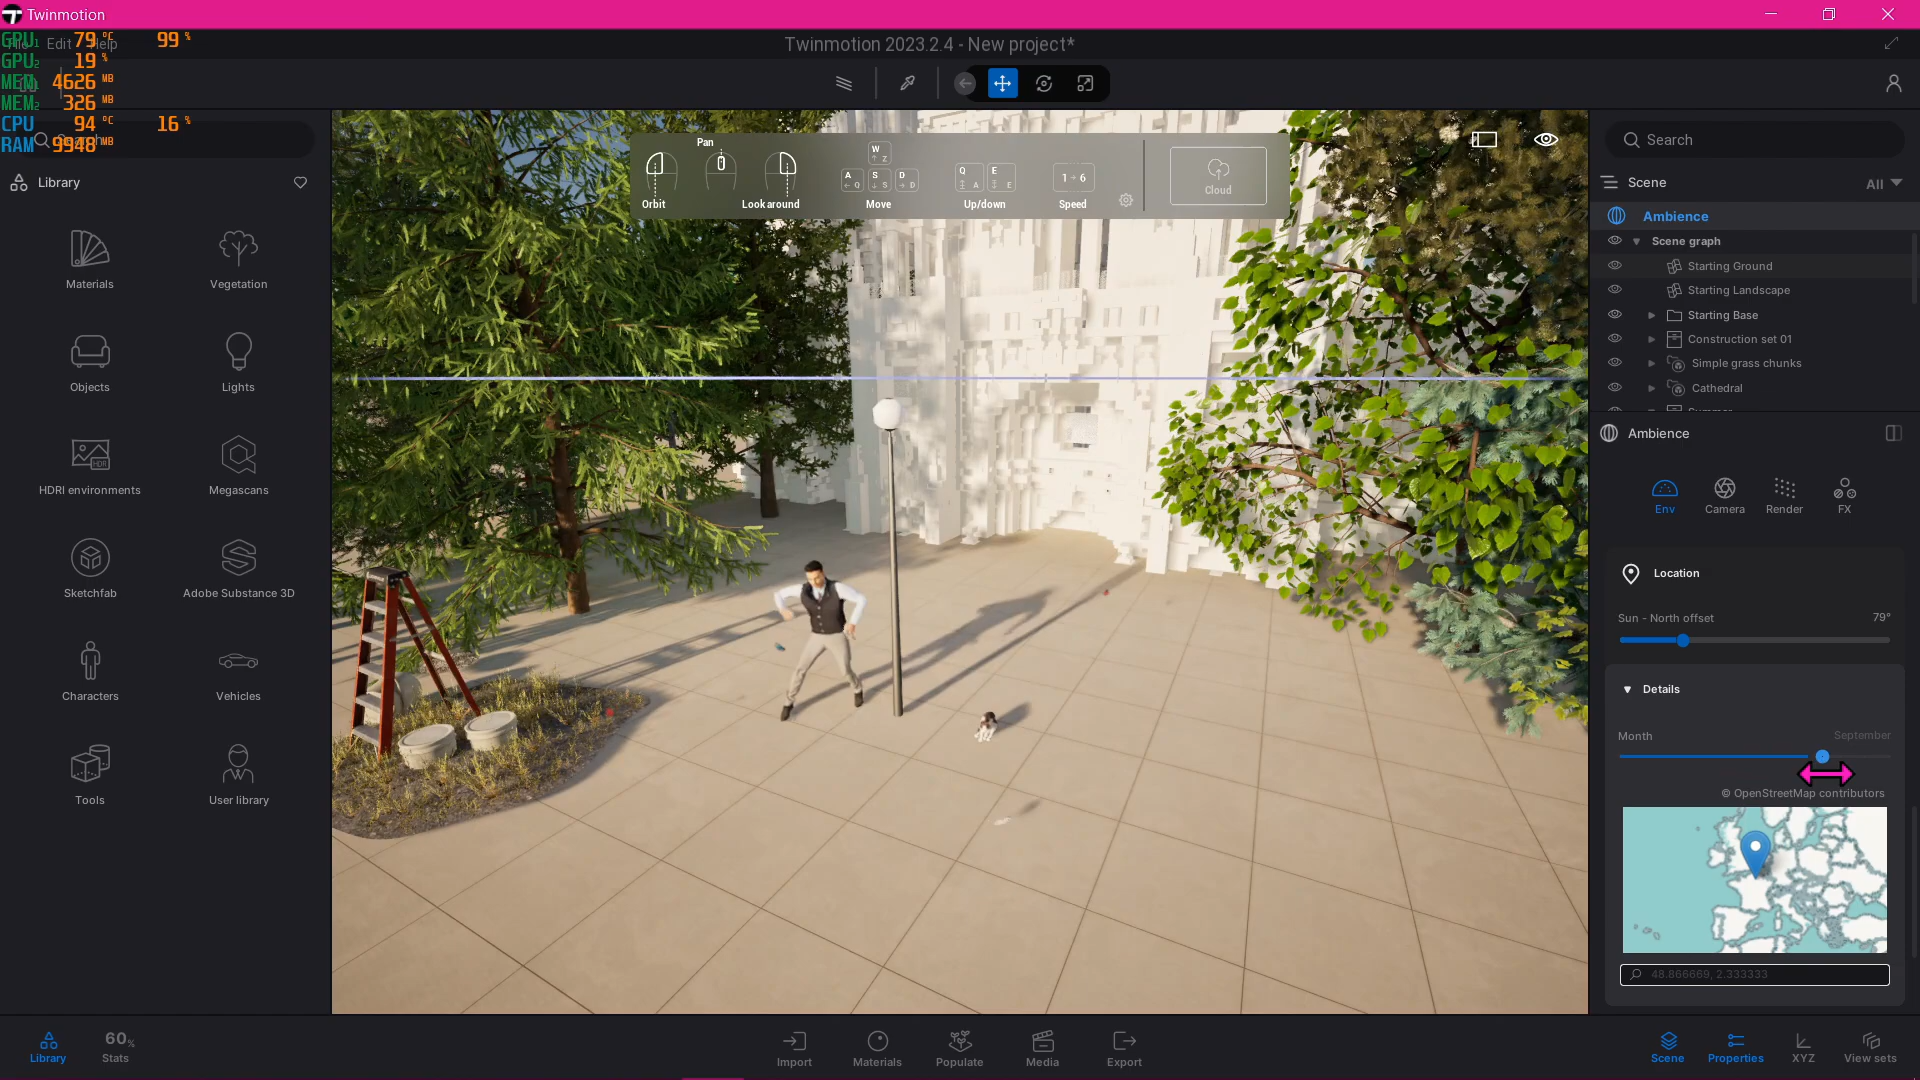 Twinmotion
GPU1 79 °C 99 %
Edit Help
Twinmotion 2023.2.4 - New project*
GPU2 19 %
MEM1 4626 MB
MEM2 326 MB
CPU 94 °C 16 %
RAM 9948 MB
Library
Materials
Vegetation
Objects
Lights
HDRI environments
Megascans
Sketchfab
Adobe Substance 3D
Characters
Vehicles
Tools
User library
Pan
Orbit
Look around
W Z
A Q S S D D
Move
Q A E E
Up/down
1 - 6
Speed
Cloud
Search
Scene
All
Ambience
Scene graph
Starting Ground
Starting Landscape
Starting Base
Construction set 01
Simple grass chunks
Cathedral
Summer
Ambience
Env
Camera
Render
FX
Location
Sun - North offset 79°
Details
Month September
© OpenStreetMap contributors
48.866669, 2.333333
Library
60%
Stats
Import
Materials
Populate
Media
Export
Scene
Properties
XYZ
View sets